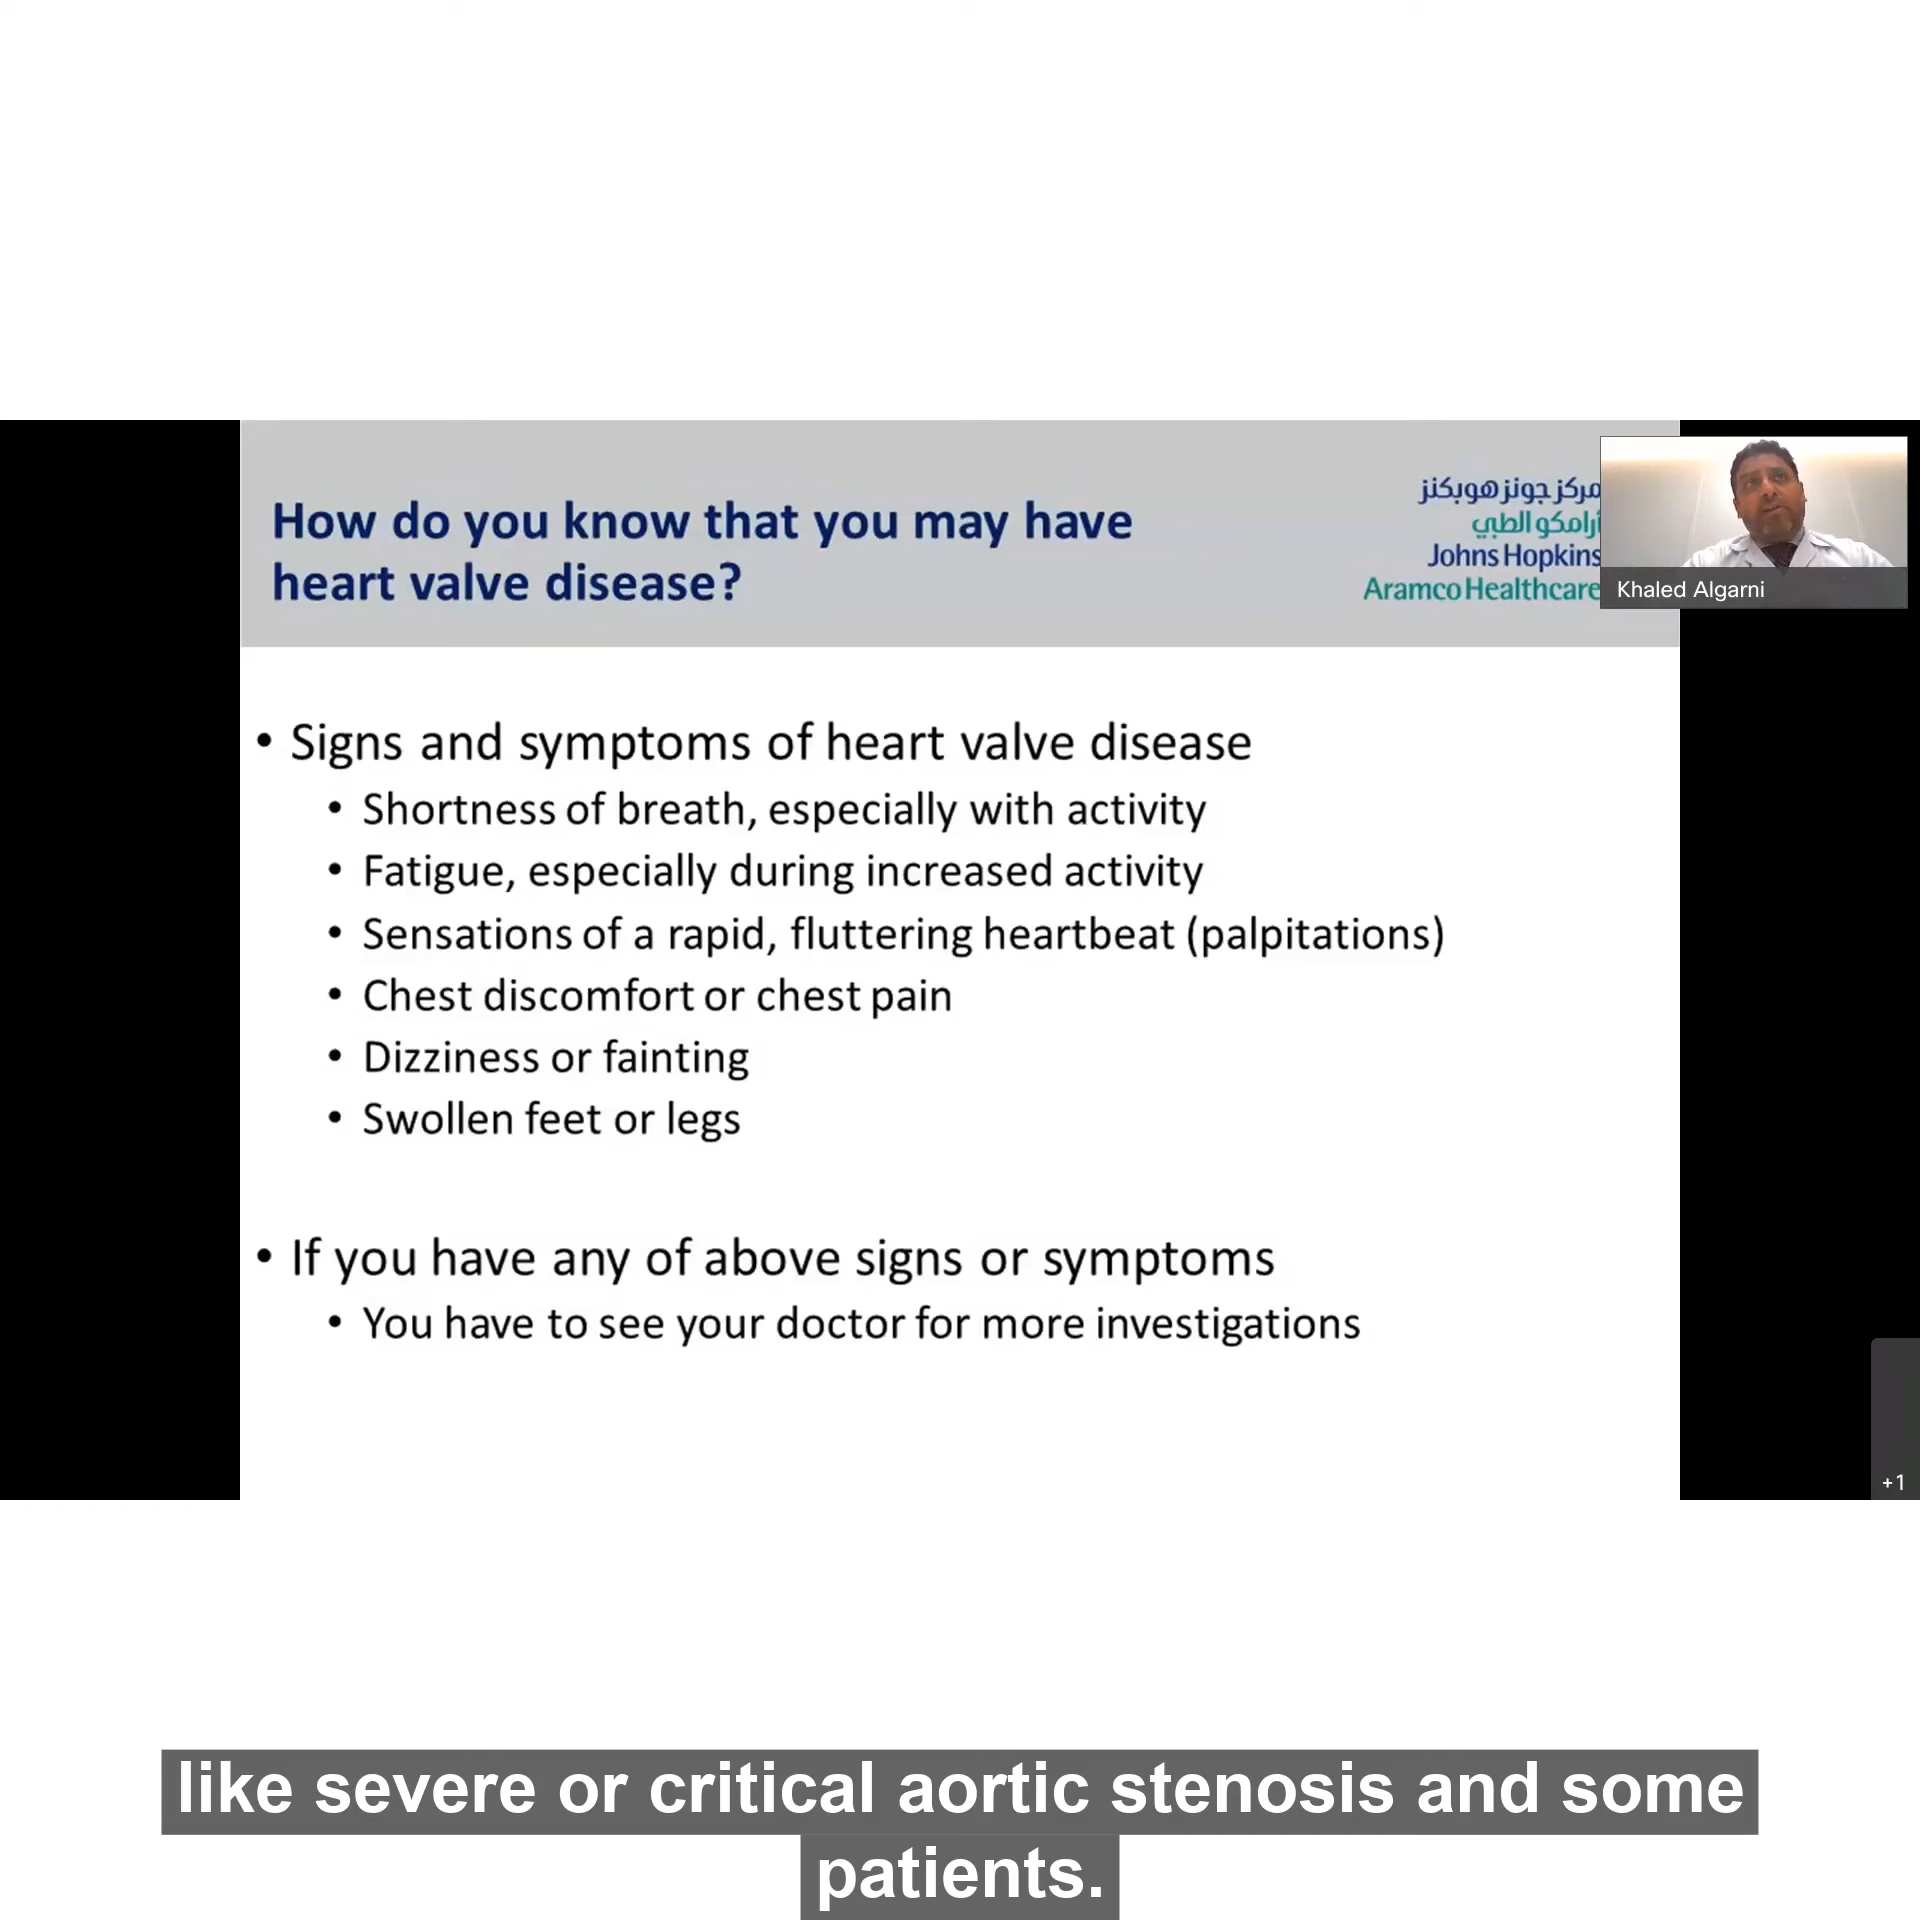 How do you know that you may have
heart valve disease?
مركز جونز هوبكنز
أرامكو الطبي
Johns Hopkins
Aramco Healthcare
Khaled Algarni
• Signs and symptoms of heart valve disease
• Shortness of breath, especially with activity
• Fatigue, especially during increased activity
• Sensations of a rapid, fluttering heartbeat (palpitations)
• Chest discomfort or chest pain
• Dizziness or fainting
• Swollen feet or legs
• If you have any of above signs or symptoms
• You have to see your doctor for more investigations
+1
like severe or critical aortic stenosis and some
patients.